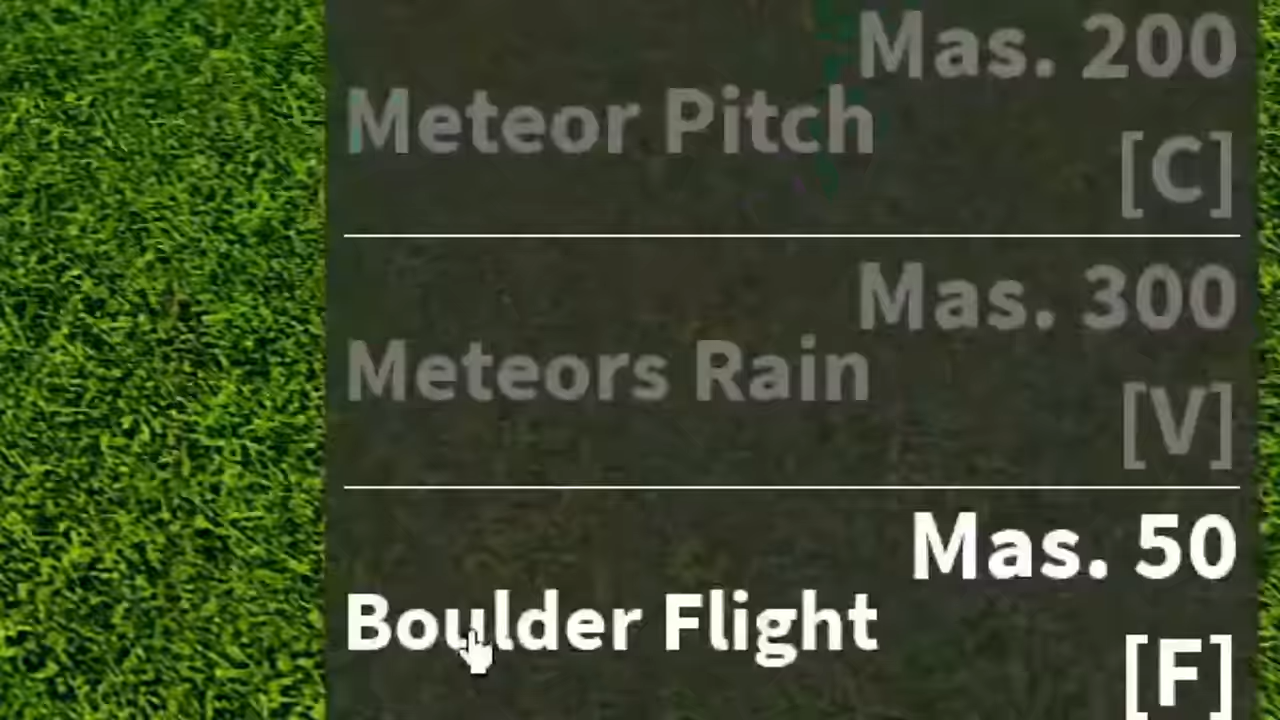 Mas. 200
Meteor Pitch
[C]
Mas. 300
Meteors Rain
[V]
Mas. 50
Boulder Flight
[F]